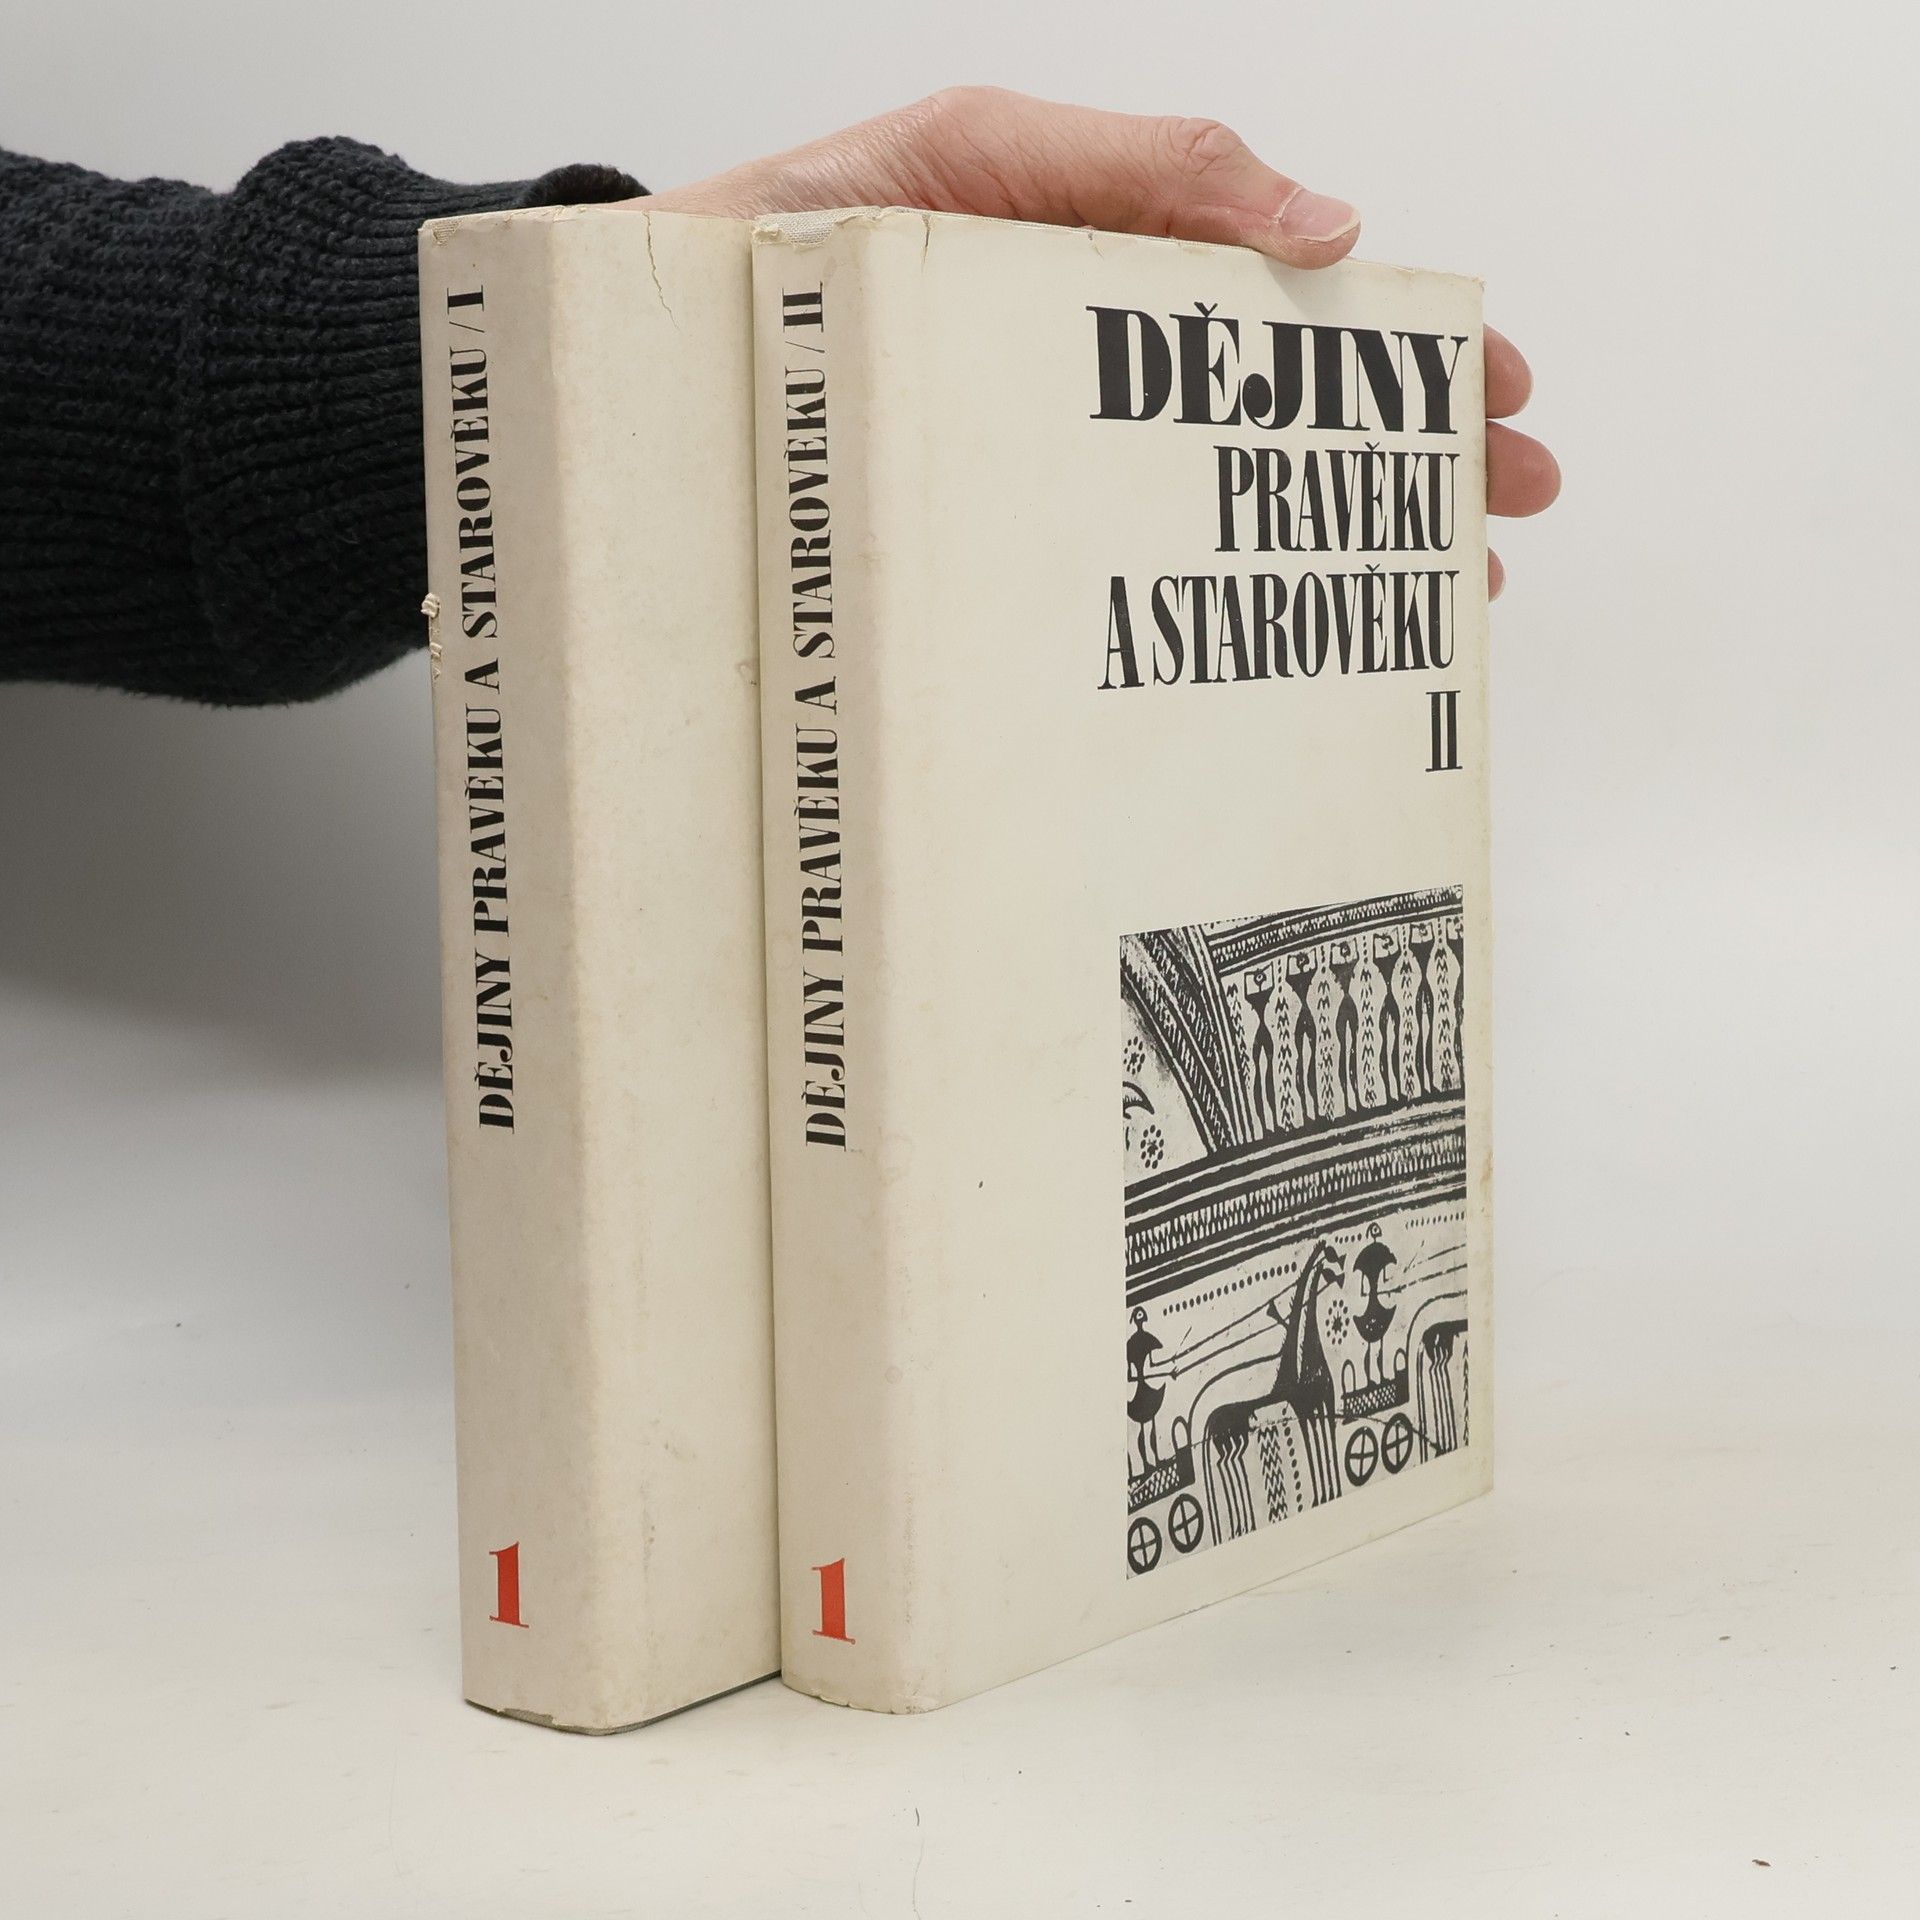 DĚJINY PRAVĚKU A STAROVĚKU / I
1
DĚJINY PRAVĚKU A STAROVĚKU / II
1
DĚJINY
PRAVĚKU
A STAROVĚKU
II